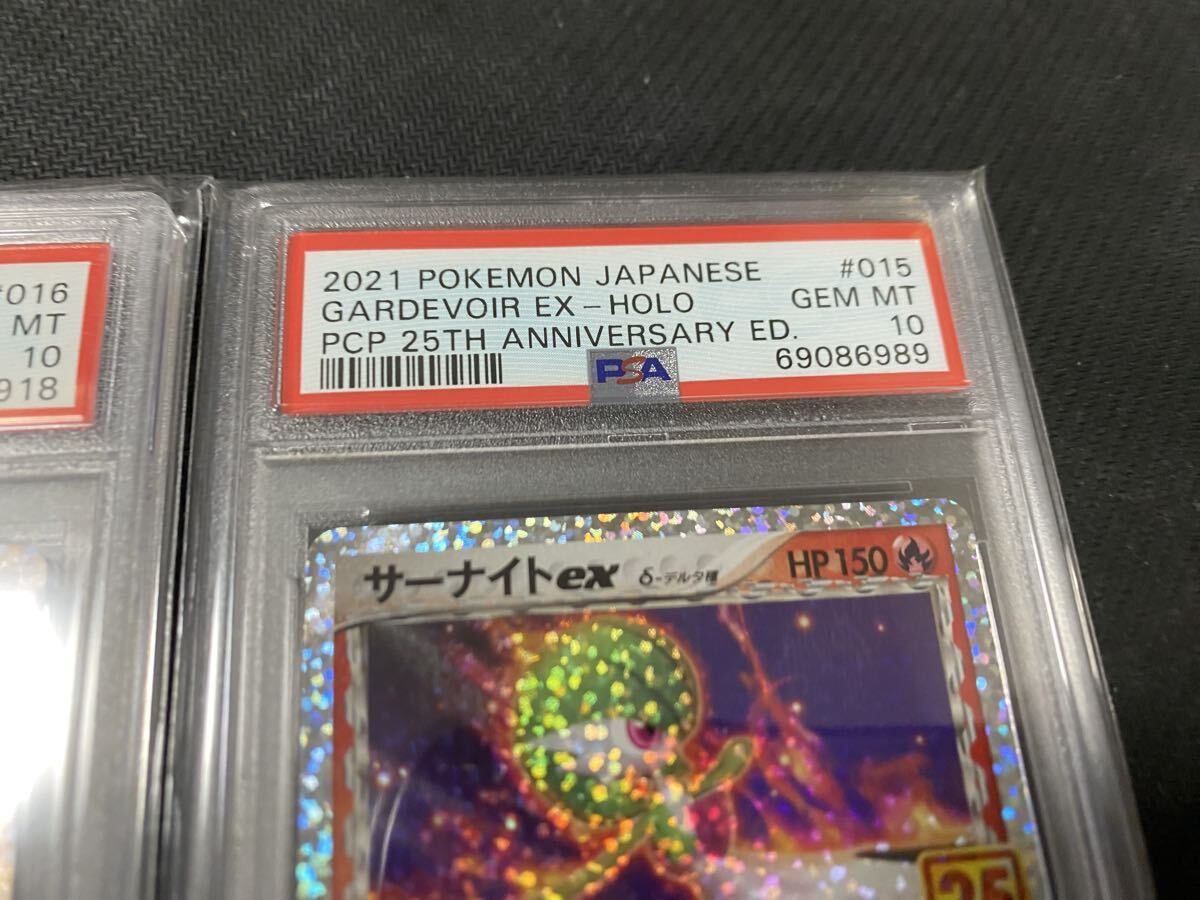 #016
MT
10
918
2021 POKEMON JAPANESE #015
GARDEVOIR EX - HOLO GEM MT
PCP 25TH ANNIVERSARY ED. 10
PSA 69086989
サーナイトex δ-デルタ種 HP150
25